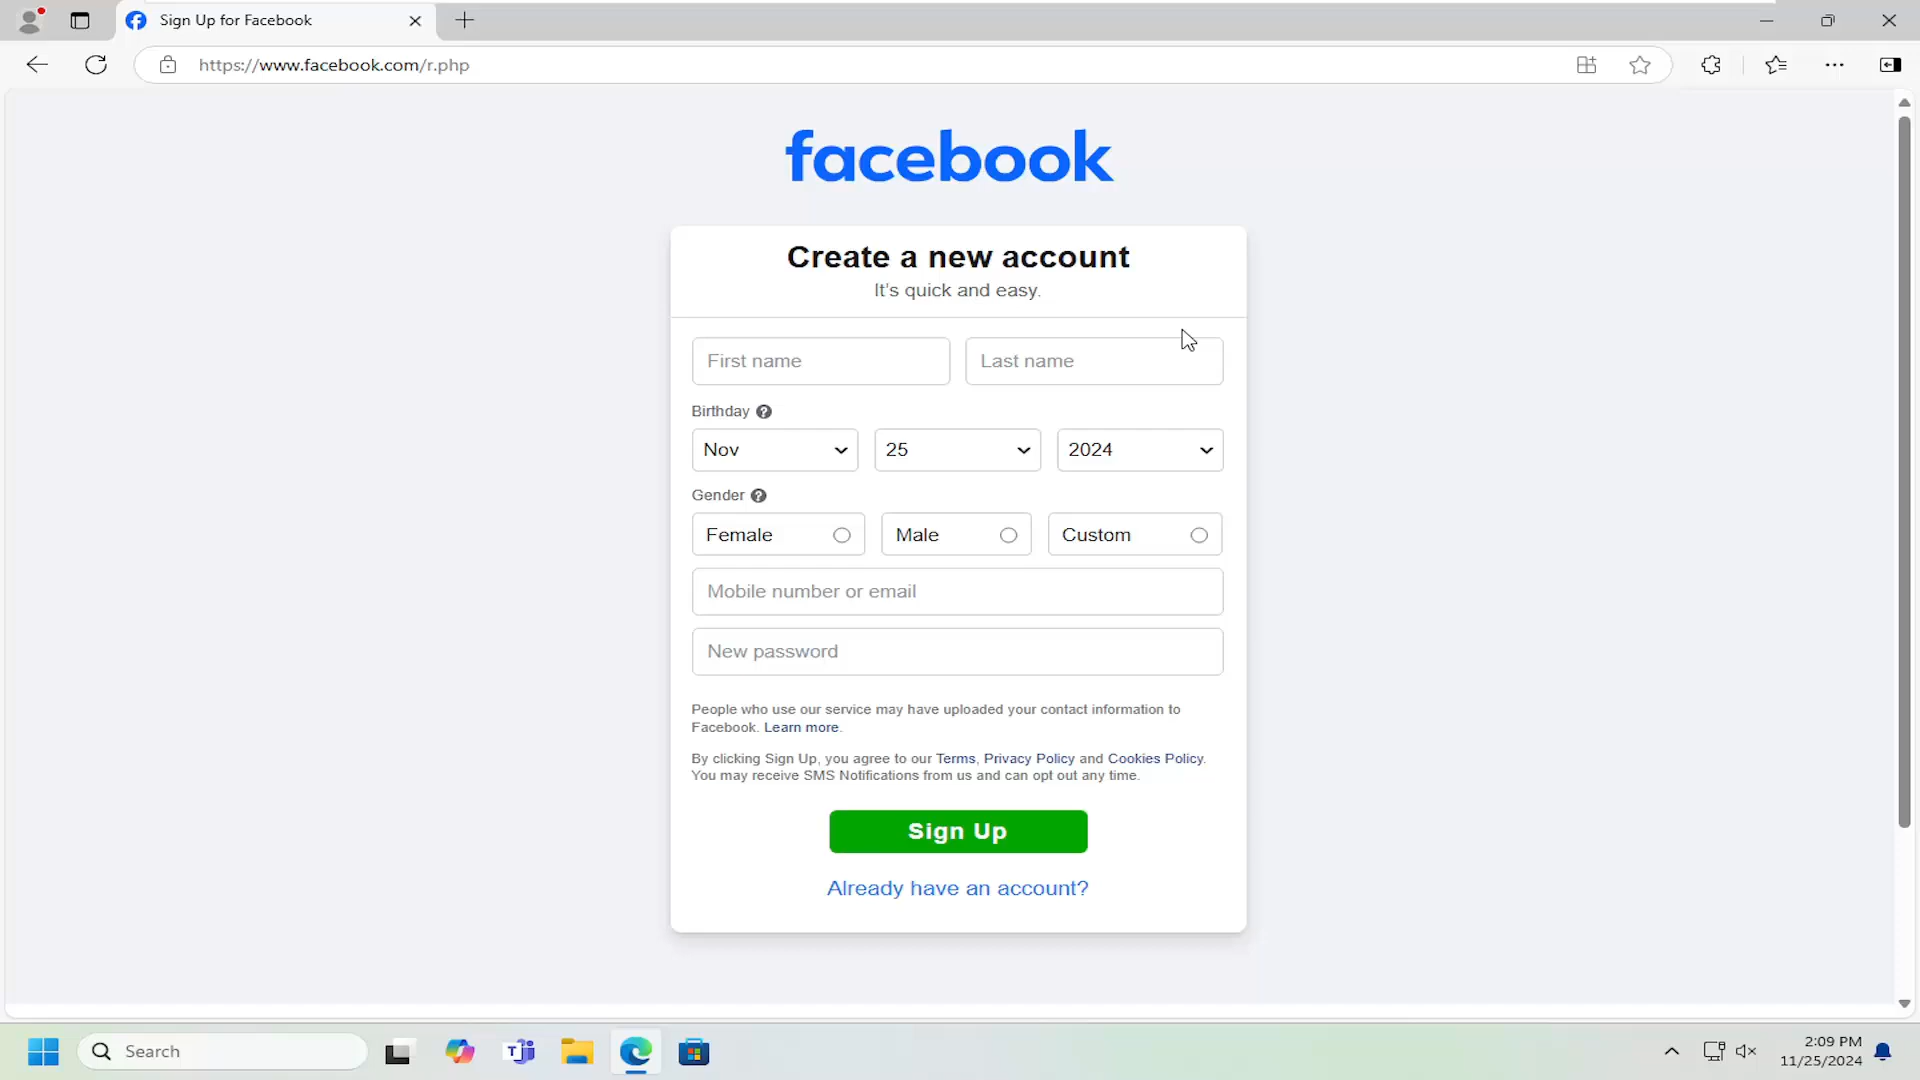 Sign Up for Facebook
https://www.facebook.com/r.php
facebook
Create a new account
It's quick and easy.
First name Last name
Birthday
Nov 25 2024
Gender
Female Male Custom
Mobile number or email
New password
People who use our service may have uploaded your contact information to
Facebook. Learn more.
By clicking Sign Up, you agree to our Terms, Privacy Policy and Cookies Policy.
You may receive SMS Notifications from us and can opt out any time.
Sign Up
Already have an account?
Search
2:09 PM
11/25/2024